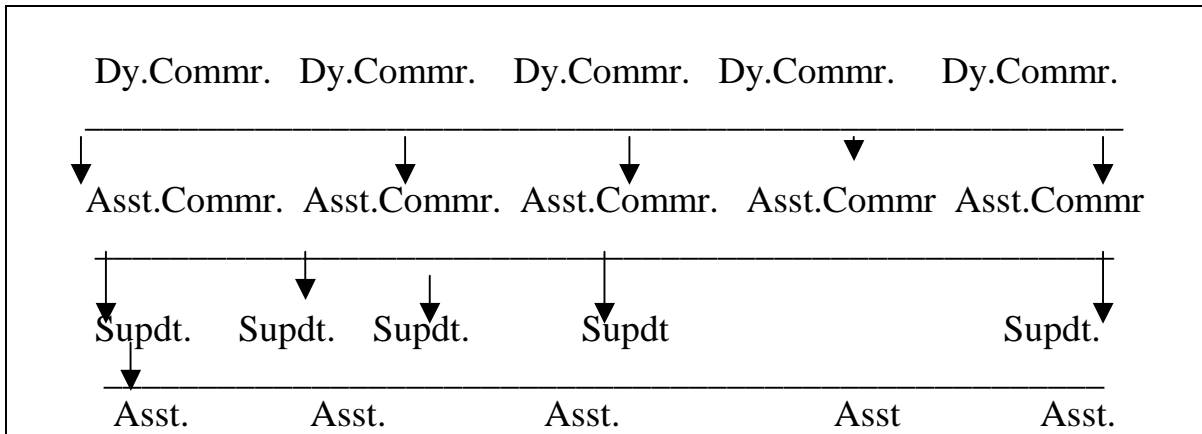 Dy.Commr. Dy.Commr. Dy.Commr. Dy.Commr. Dy.Commr.
Asst.Commr. Asst.Commr. Asst.Commr. Asst.Commr Asst.Commr
Supdt. Supdt. Supdt. Supdt Supdt.
Asst. Asst. Asst. Asst Asst.